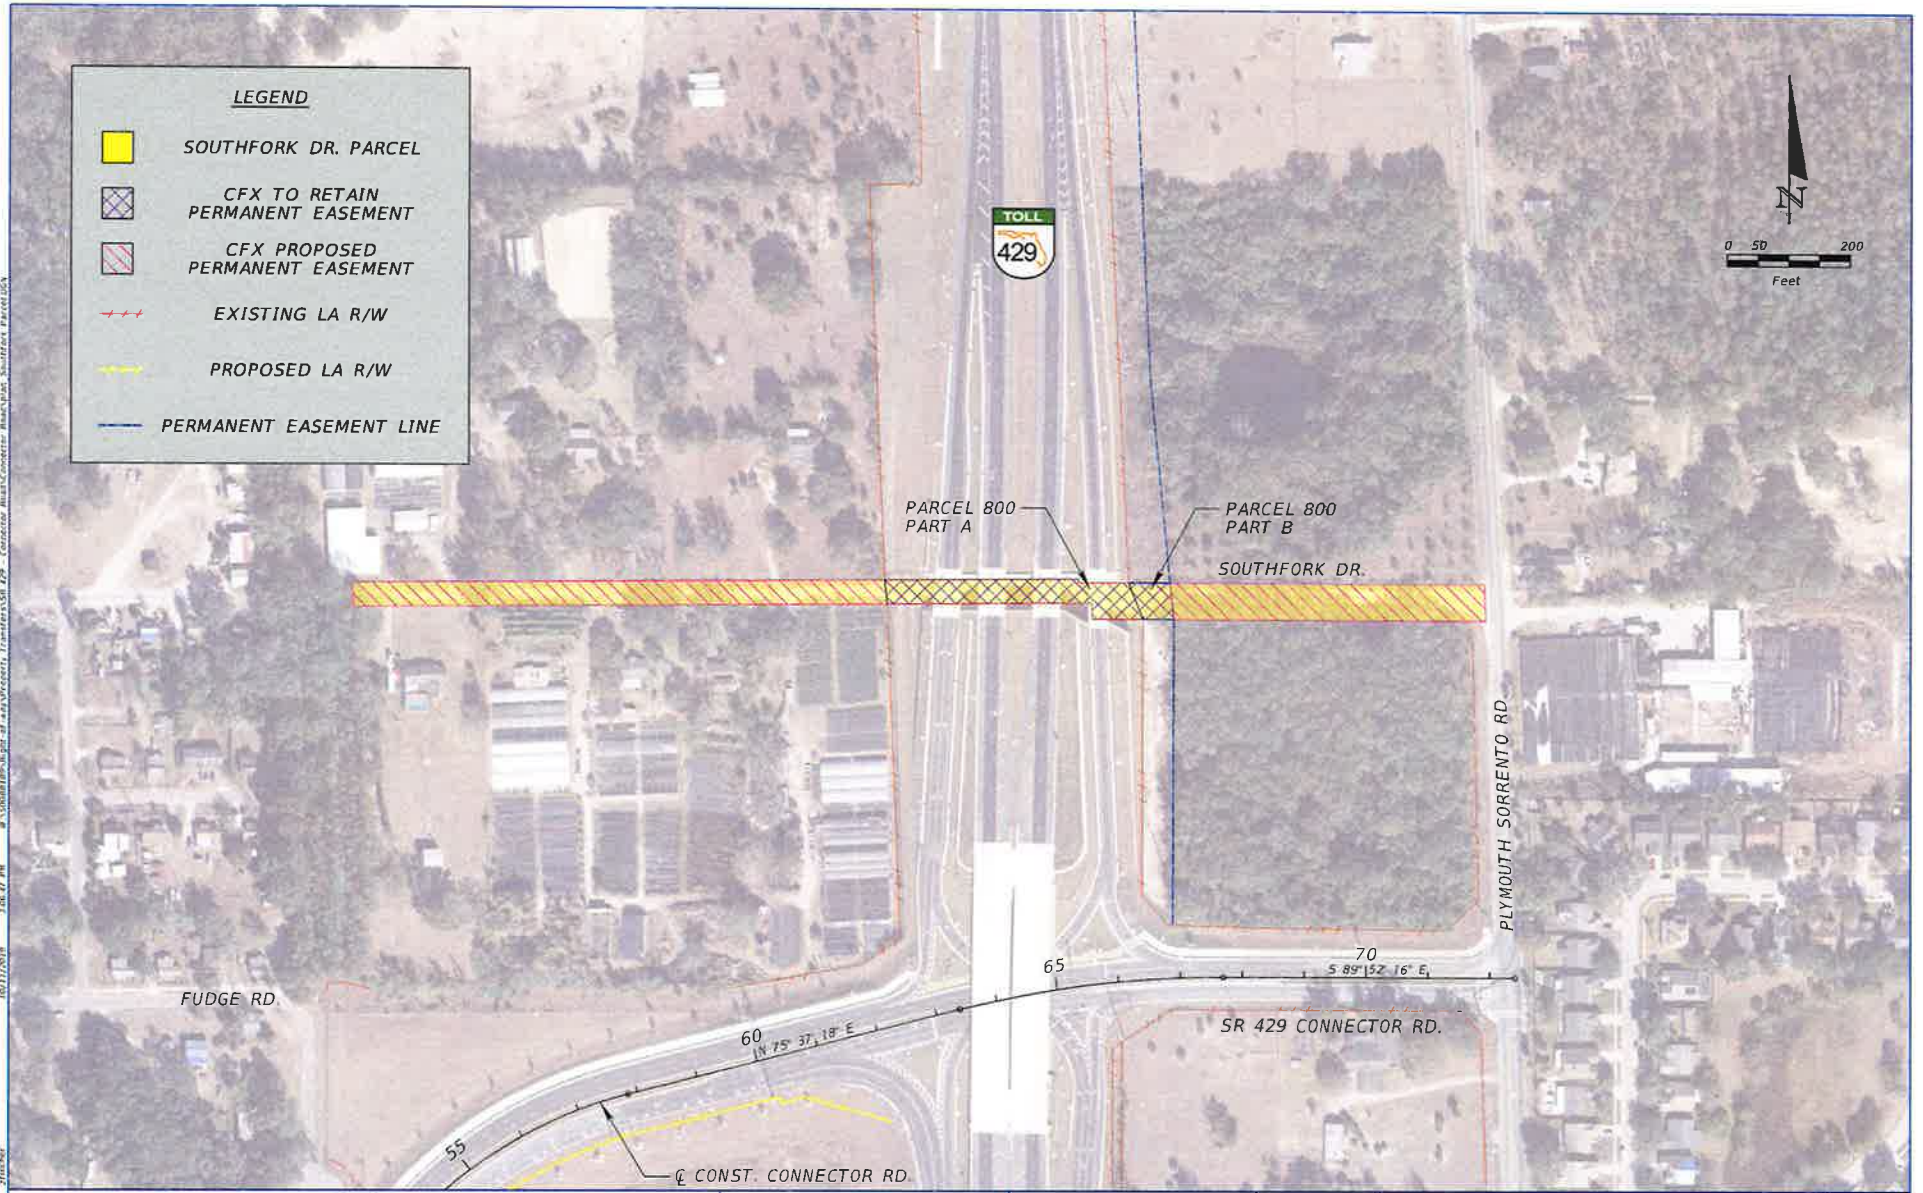 LEGEND
SOUTHFORK DR. PARCEL
CFX TO RETAIN
PERMANENT EASEMENT
CFX PROPOSED
PERMANENT EASEMENT
EXISTING LA R/W
PROPOSED LA R/W
PERMANENT EASEMENT LINE
TOLL
429
N
0 50 200
Feet
PARCEL 800
PART A
PARCEL 800
PART B
SOUTHFORK DR.
PLYMOUTH SORRENTO RD.
FUDGE RD.
55
60
65
70
N 75° 37' 18" E
S 89° 52' 16" E
SR 429 CONNECTOR RD.
℄ CONST. CONNECTOR RD.